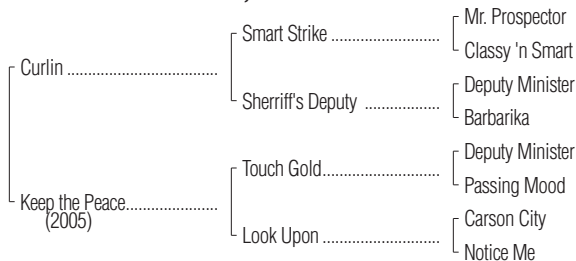 Mr. Prospector
Smart Strike ........................
Classy 'n Smart
Curlin ...................................
Deputy Minister
Sherriff's Deputy .................
Barbarika
Deputy Minister
Touch Gold...........................
Passing Mood
Keep the Peace.....................
(2005)
Carson City
Look Upon ...........................
Notice Me